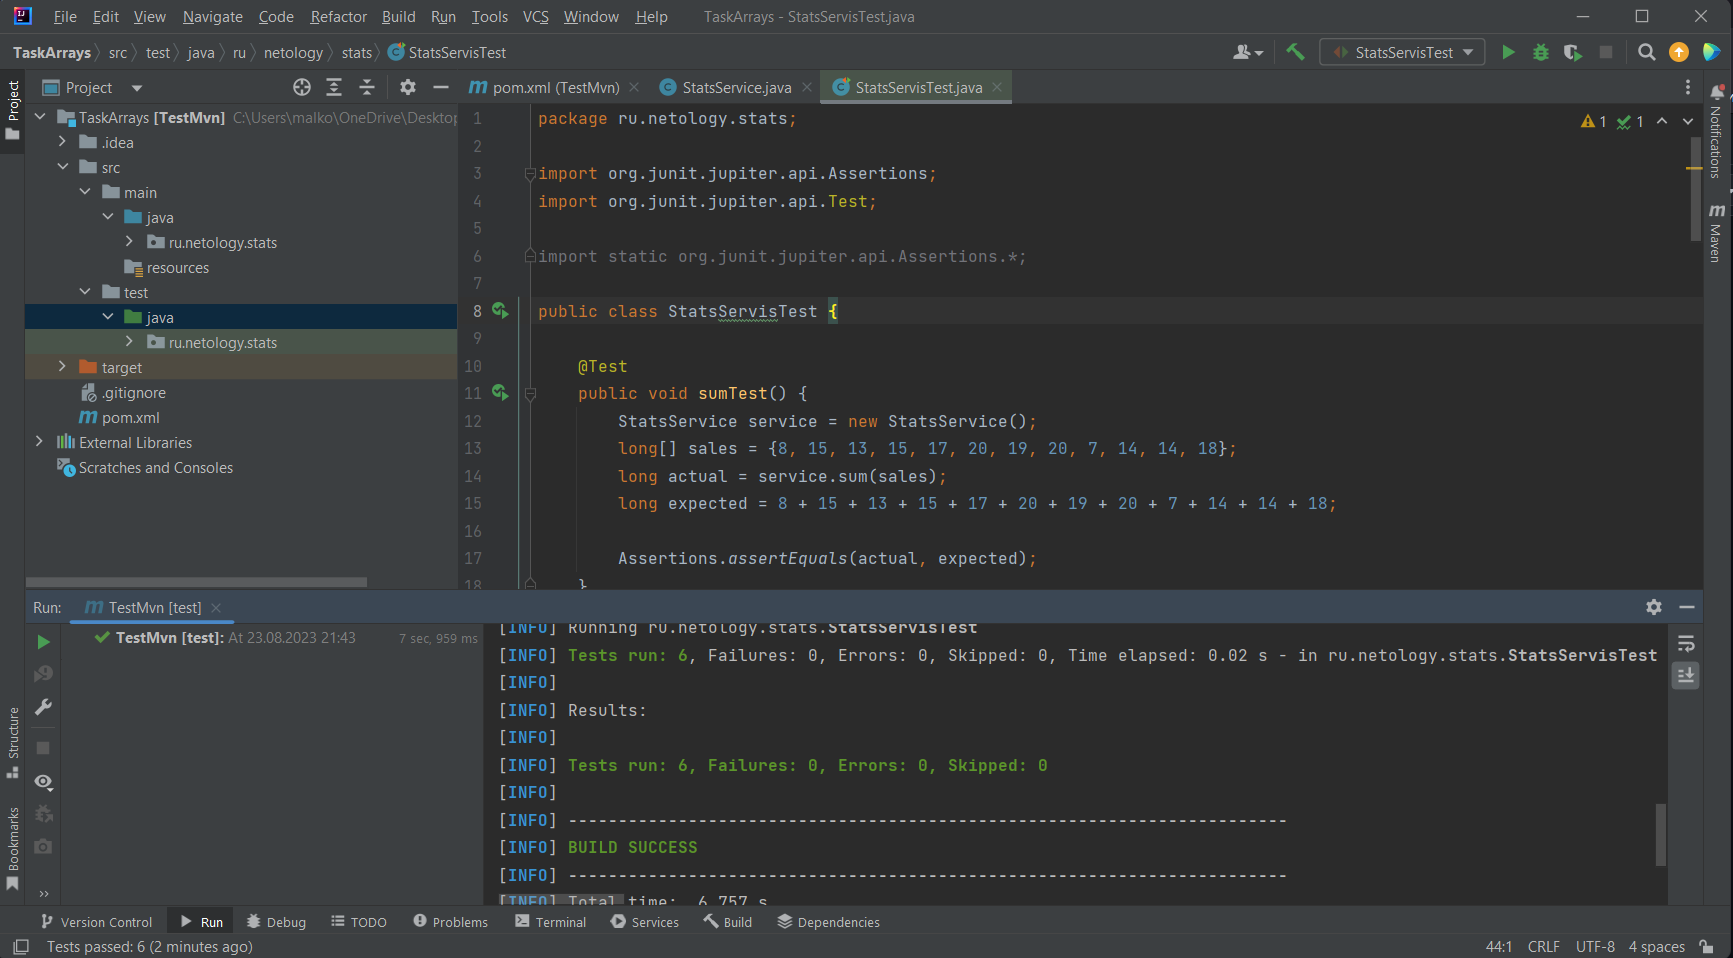 File Edit View Navigate Code Refactor Build Run Tools VCS Window Help TaskArrays - StatsServisTest.java
TaskArrays src test java ru netology stats StatsServisTest
StatsServisTest
Project
Project
pom.xml (TestMvn)
StatsService.java
StatsServisTest.java
TaskArrays [TestMvn] C:\Users\malko\OneDrive\Desktop
.idea
src
main
java
ru.netology.stats
resources
test
java
ru.netology.stats
target
.gitignore
pom.xml
External Libraries
Scratches and Consoles
1 package ru.netology.stats;
2
3 import org.junit.jupiter.api.Assertions;
4 import org.junit.jupiter.api.Test;
5
6 import static org.junit.jupiter.api.Assertions.*;
7
8 public class StatsServisTest {
9
10 @Test
11 public void sumTest() {
12 StatsService service = new StatsService();
13 long[] sales = {8, 15, 13, 15, 17, 20, 19, 20, 7, 14, 14, 18};
14 long actual = service.sum(sales);
15 long expected = 8 + 15 + 13 + 15 + 17 + 20 + 19 + 20 + 7 + 14 + 14 + 18;
16
17 Assertions.assertEquals(actual, expected);
18 }
1 1
Notifications
Maven
Run: TestMvn [test]
TestMvn [test]: At 23.08.2023 21:43 7 sec, 959 ms
[INFO] Running ru.netology.stats.StatsServisTest
[INFO] Tests run: 6, Failures: 0, Errors: 0, Skipped: 0, Time elapsed: 0.02 s - in ru.netology.stats.StatsServisTest
[INFO]
[INFO] Results:
[INFO]
[INFO] Tests run: 6, Failures: 0, Errors: 0, Skipped: 0
[INFO]
[INFO] ------------------------------------------------------------------------
[INFO] BUILD SUCCESS
[INFO] ------------------------------------------------------------------------
[INFO] Total time: 6.757 s
Structure
Bookmarks
Version Control Run Debug TODO Problems Terminal Services Build Dependencies
Tests passed: 6 (2 minutes ago)
44:1 CRLF UTF-8 4 spaces